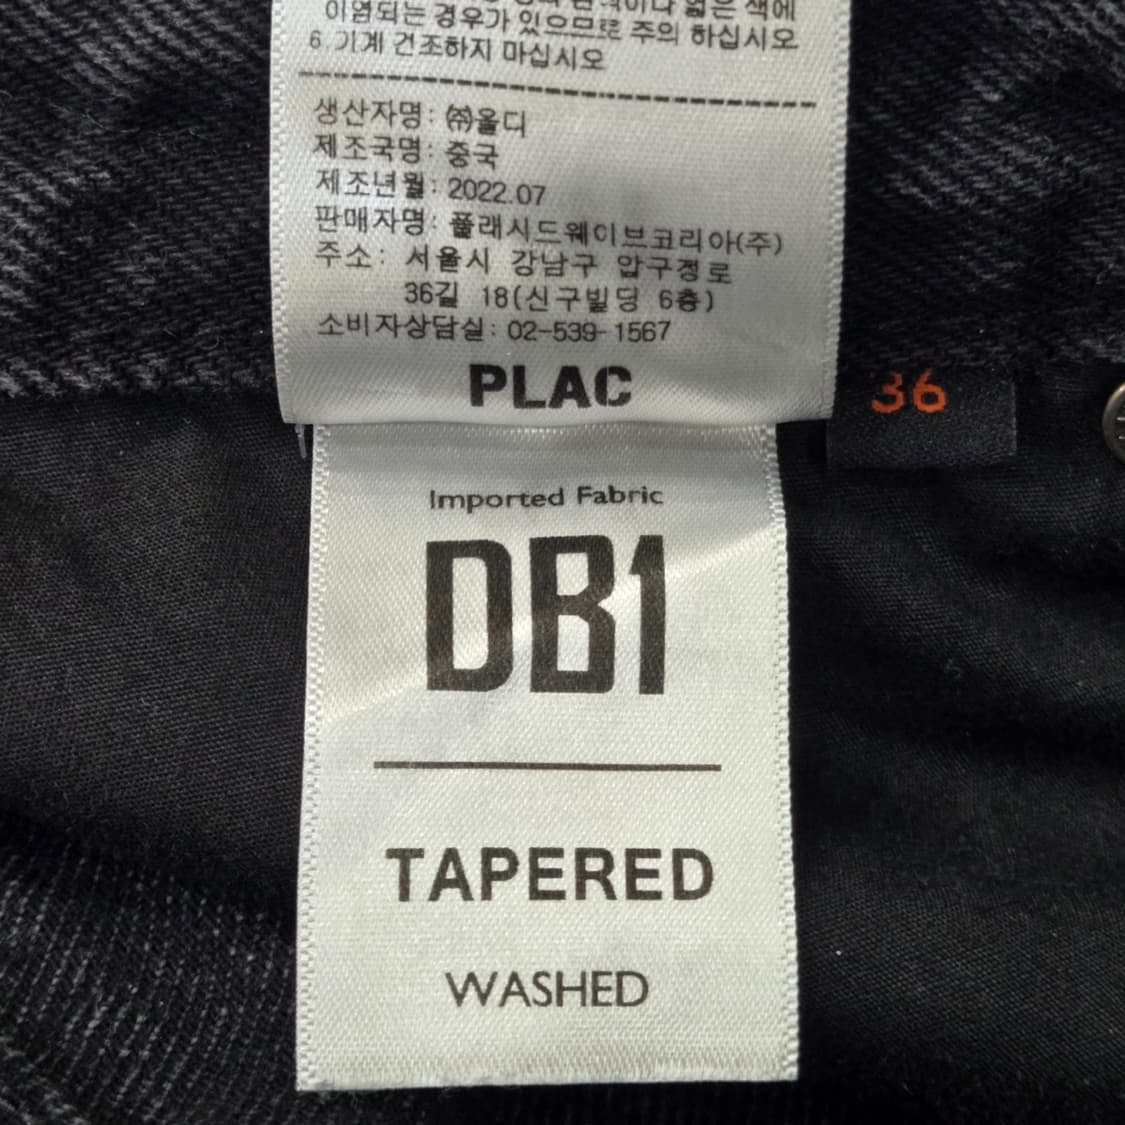 이염되는 경우가 있으므로 주의 하십시오
6.기계 건조하지 마십시오
생산자명: ㈜올디
제조국명: 중국
제조년월: 2022.07
판매자명: 플래시드웨이브코리아(주)
주소: 서울시 강남구 압구정로
36길 18(신구빌딩 6층)
소비자상담실: 02-539-1567
PLAC
36
Imported Fabric
DB1
TAPERED
WASHED